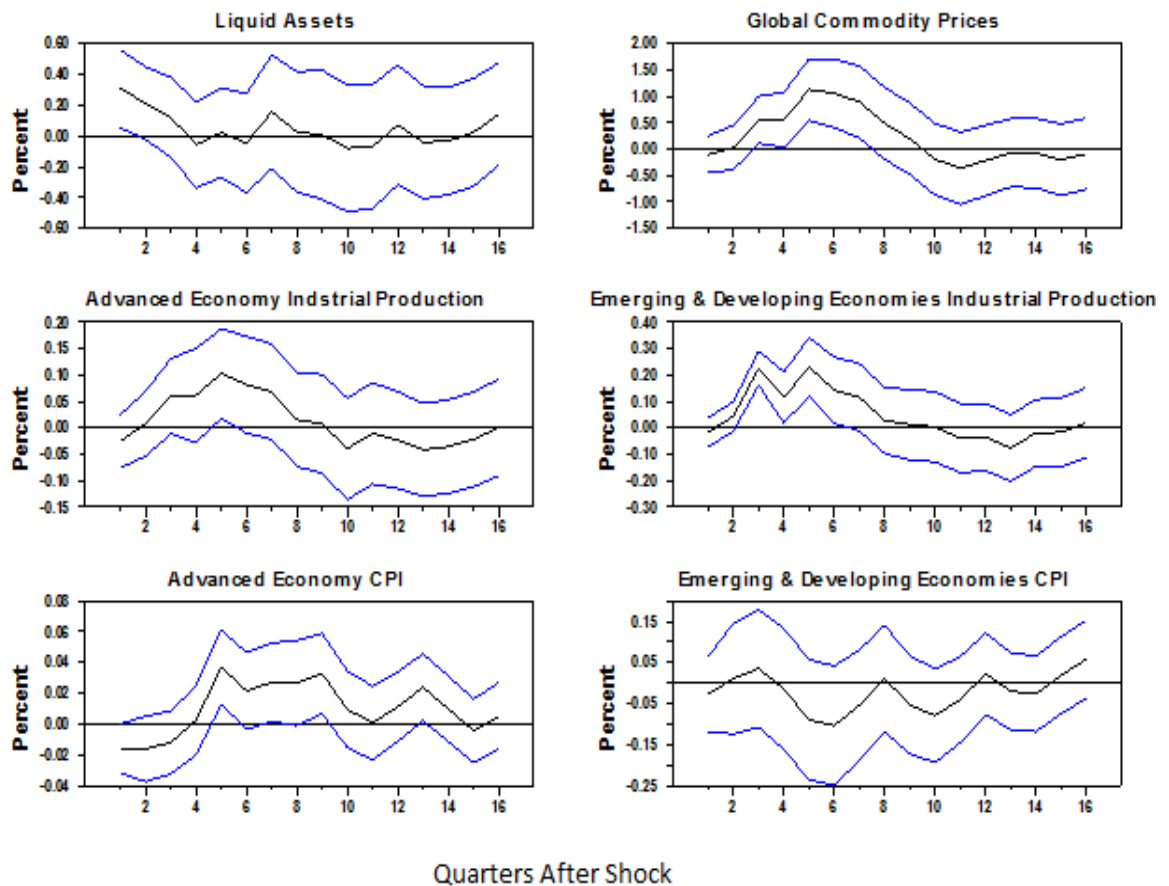 Liquid Assets
Percent
0.60
0.40
0.20
0.00
-0.20
-0.40
-0.60
2 4 6 8 10 12 14 16
Global Commodity Prices
Percent
2.00
1.50
1.00
0.50
0.00
-0.50
-1.00
-1.50
2 4 6 8 10 12 14 16
Advanced Economy Indstrial Production
Percent
0.20
0.15
0.10
0.05
0.00
-0.05
-0.10
-0.15
2 4 6 8 10 12 14 16
Emerging & Developing Economies Industrial Production
Percent
0.40
0.30
0.20
0.10
0.00
-0.10
-0.20
-0.30
2 4 6 8 10 12 14 16
Advanced Economy CPI
Percent
0.08
0.06
0.04
0.02
0.00
-0.02
-0.04
2 4 6 8 10 12 14 16
Emerging & Developing Economies CPI
Percent
0.15
0.05
-0.05
-0.15
-0.25
2 4 6 8 10 12 14 16
Quarters After Shock